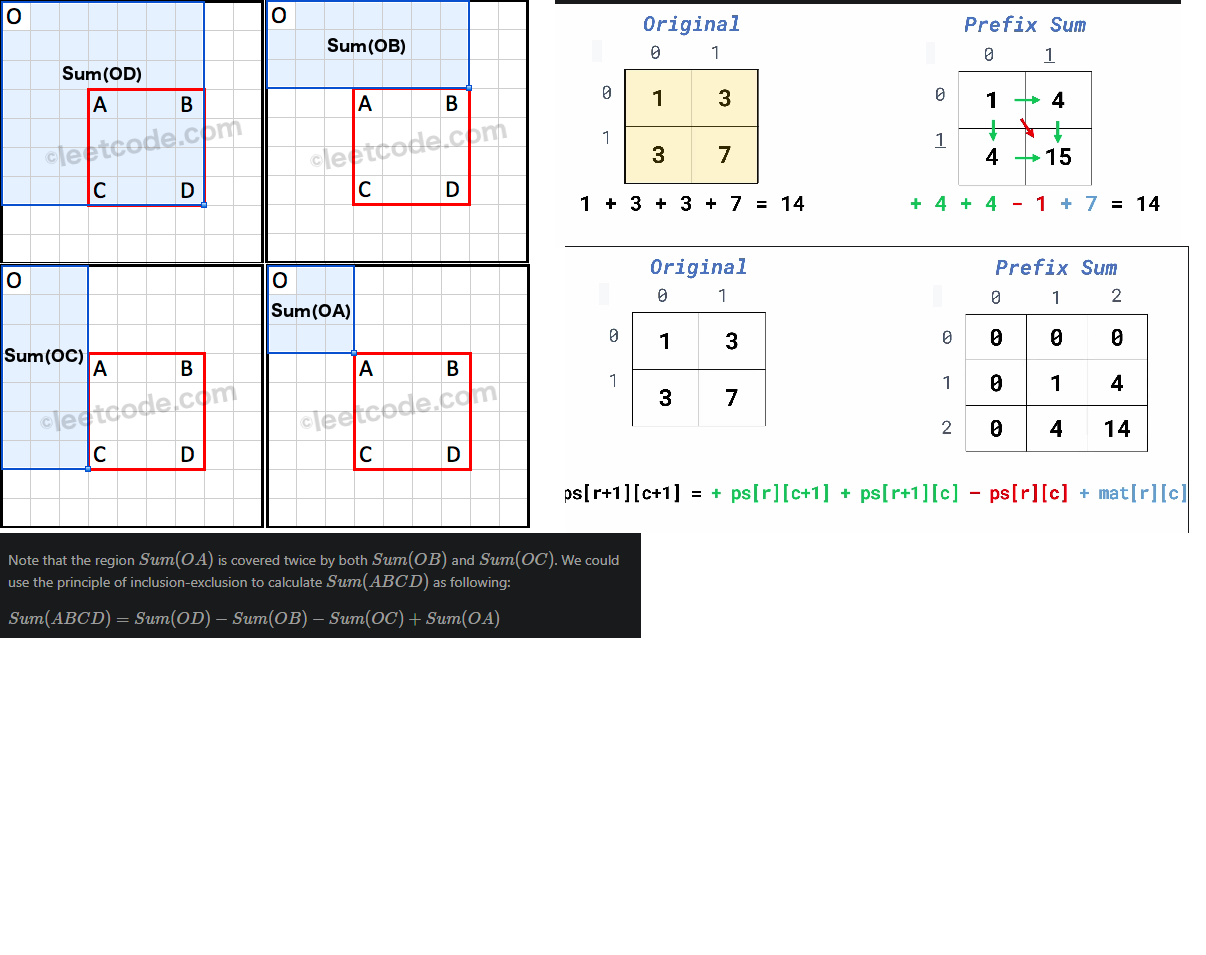 O
Sum(OD)
A B
C D
©leetcode.com
O
Sum(OB)
A B
C D
©leetcode.com
O
Sum(OC)
A B
C D
©leetcode.com
O
Sum(OA)
A B
C D
©leetcode.com
Note that the region Sum(OA) is covered twice by both Sum(OB) and Sum(OC). We could
use the principle of inclusion-exclusion to calculate Sum(ABCD) as following:
Sum(ABCD) = Sum(OD) − Sum(OB) − Sum(OC) + Sum(OA)
Original
0 1
0 1 3
1 3 7
1 + 3 + 3 + 7 = 14
Prefix Sum
0 1
0 1 4
1 4 15
+ 4 + 4 − 1 + 7 = 14
Original
0 1
0 1 3
1 3 7
Prefix Sum
0 1 2
0 0 0 0
1 0 1 4
2 0 4 14
ps[r+1][c+1] = + ps[r][c+1] + ps[r+1][c] − ps[r][c] + mat[r][c]